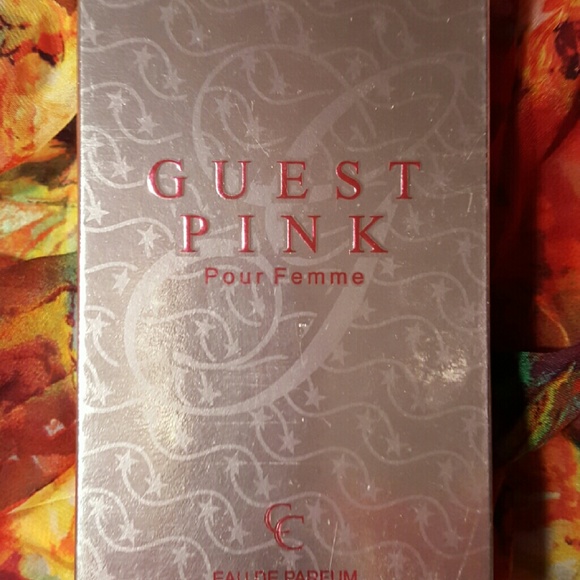 GUEST
PINK
Pour Femme
CC
EAU DE PARFUM